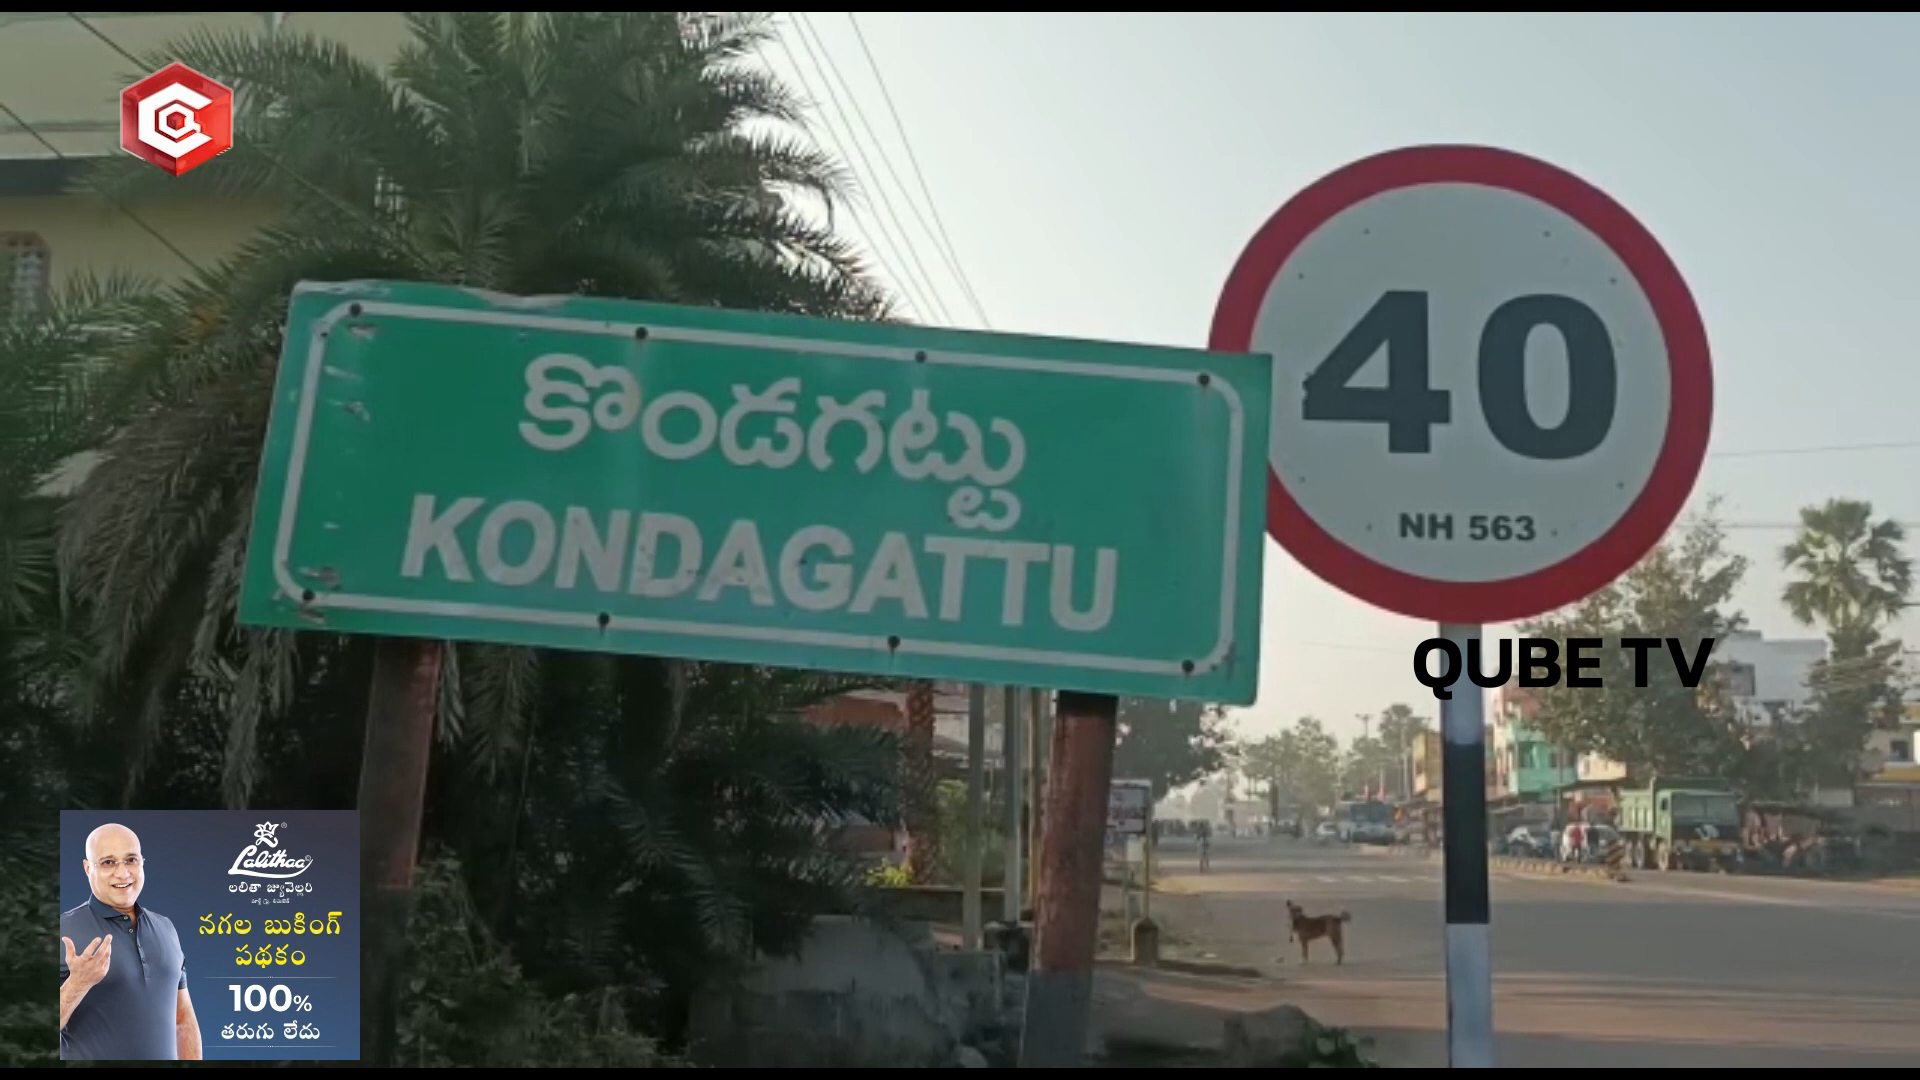 కొండగట్టు
KONDAGATTU
40
NH 563
QUBE TV
Lalithaa
లలితా జ్యువెల్లరి
నగల బుకింగ్
పథకం
100%
తరుగు లేదు